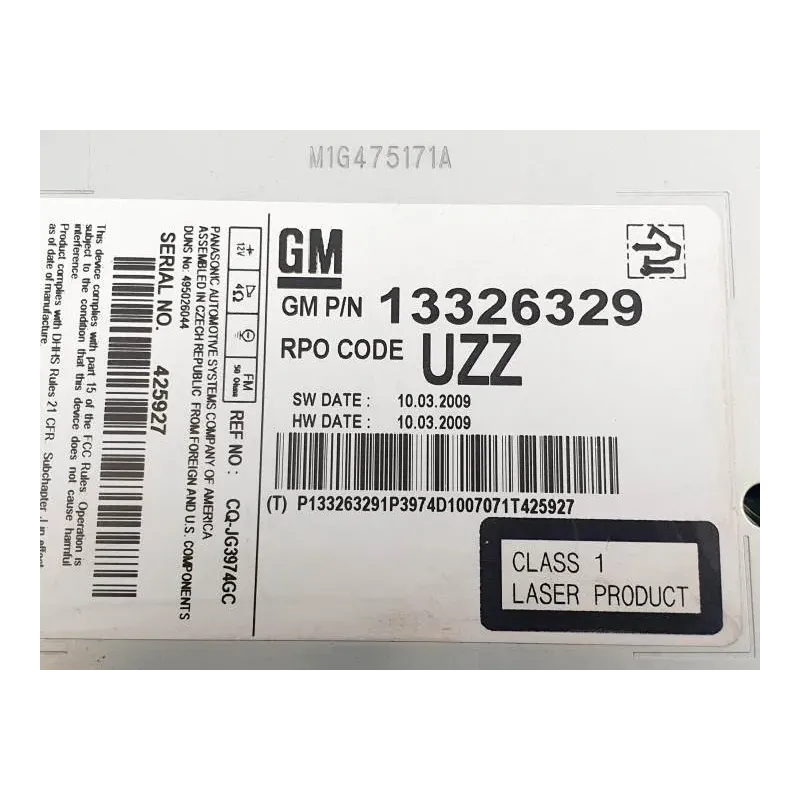 M1G475171A
GM
GM P/N 13326329
RPO CODE UZZ
SW DATE : 10.03.2009
HW DATE : 10.03.2009
(T) P133263291P3974D1007071T425927
CLASS 1
LASER PRODUCT
+ 12V
4Ω
FM 50 Ohms
REF NO : CQ-JG3974GC
PANASONIC AUTOMOTIVE SYSTEMS COMPANY OF AMERICA
ASSEMBLED IN CZECH REPUBLIC FROM FOREIGN AND U.S. COMPONENTS
DUNS No: 495026044
SERIAL NO. 425927
This device complies with part 15 of the FCC Rules. Operation is
subject to the condition that this device does not cause harmful
interference
Product complies with DHHS Rules 21 CFR Subchapter J in effect
as of date of manufacture